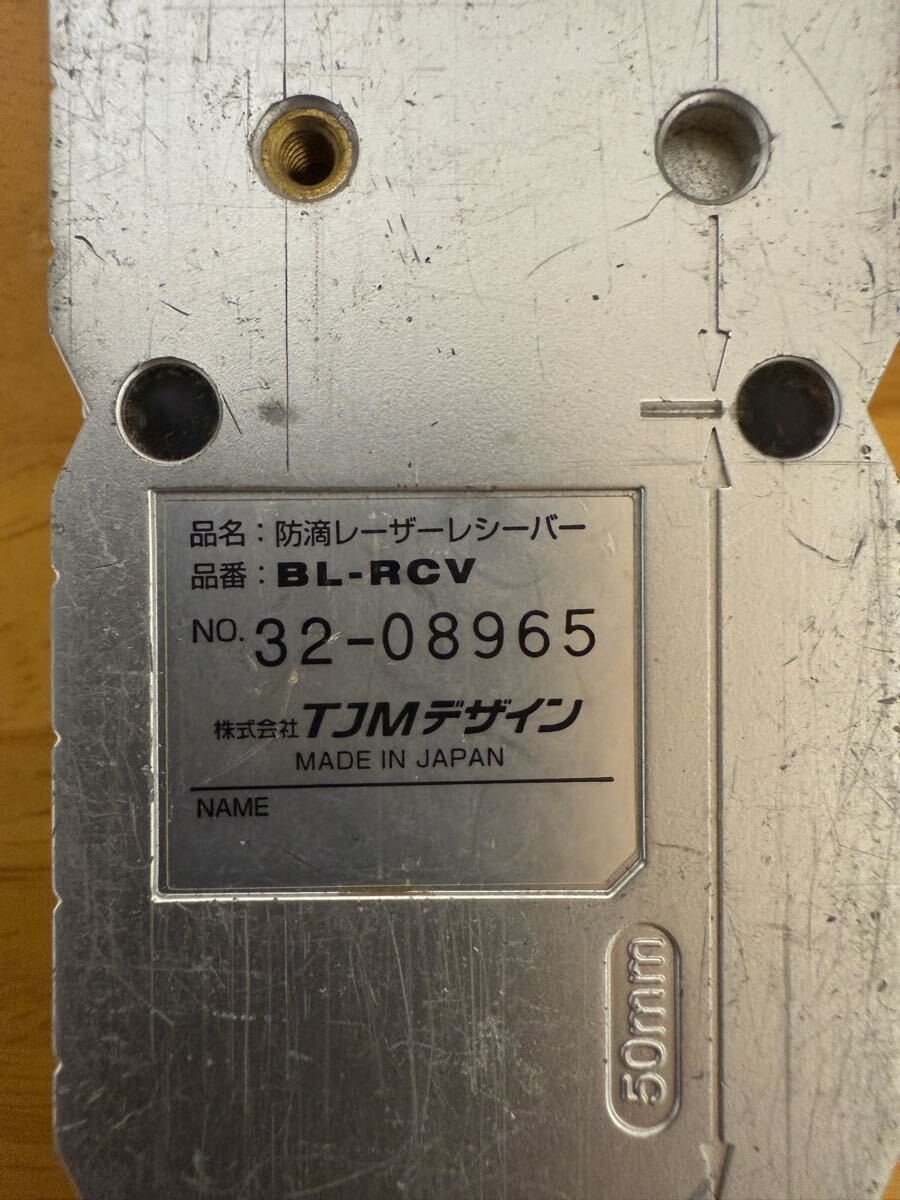 品名：防滴レーザーレシーバー
品番：BL-RCV
NO. 32-08965
株式会社TJMデザイン
MADE IN JAPAN
NAME
50mm